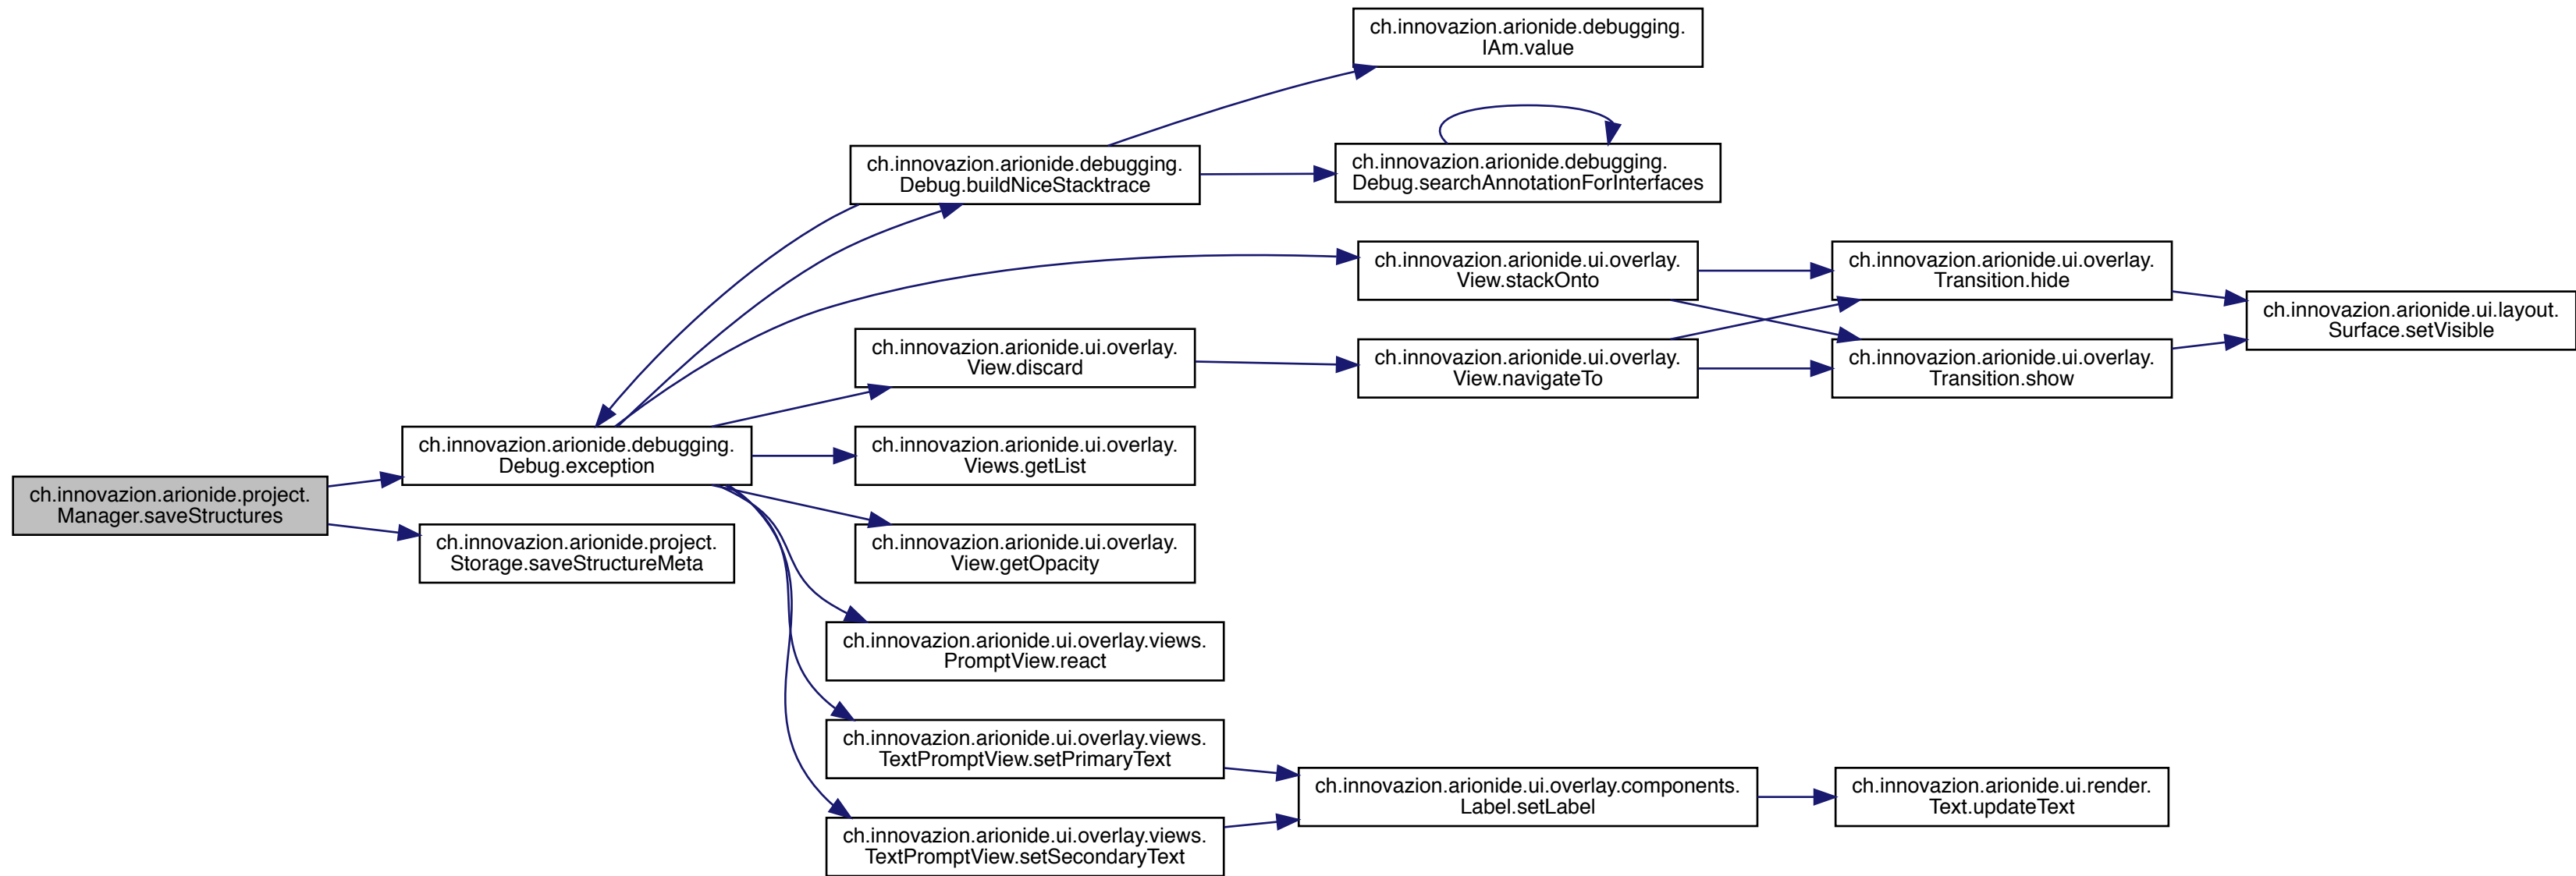 ch.innovazion.arionide.project.
Manager.saveStructures
ch.innovazion.arionide.debugging.
Debug.exception
ch.innovazion.arionide.project.
Storage.saveStructureMeta
ch.innovazion.arionide.debugging.
Debug.buildNiceStacktrace
ch.innovazion.arionide.ui.overlay.
View.discard
ch.innovazion.arionide.ui.overlay.
Views.getList
ch.innovazion.arionide.ui.overlay.
View.getOpacity
ch.innovazion.arionide.ui.overlay.views.
PromptView.react
ch.innovazion.arionide.ui.overlay.views.
TextPromptView.setPrimaryText
ch.innovazion.arionide.ui.overlay.views.
TextPromptView.setSecondaryText
ch.innovazion.arionide.debugging.
IAm.value
ch.innovazion.arionide.debugging.
Debug.searchAnnotationForInterfaces
ch.innovazion.arionide.ui.overlay.
View.stackOnto
ch.innovazion.arionide.ui.overlay.
View.navigateTo
ch.innovazion.arionide.ui.overlay.components.
Label.setLabel
ch.innovazion.arionide.ui.overlay.
Transition.hide
ch.innovazion.arionide.ui.overlay.
Transition.show
ch.innovazion.arionide.ui.render.
Text.updateText
ch.innovazion.arionide.ui.layout.
Surface.setVisible